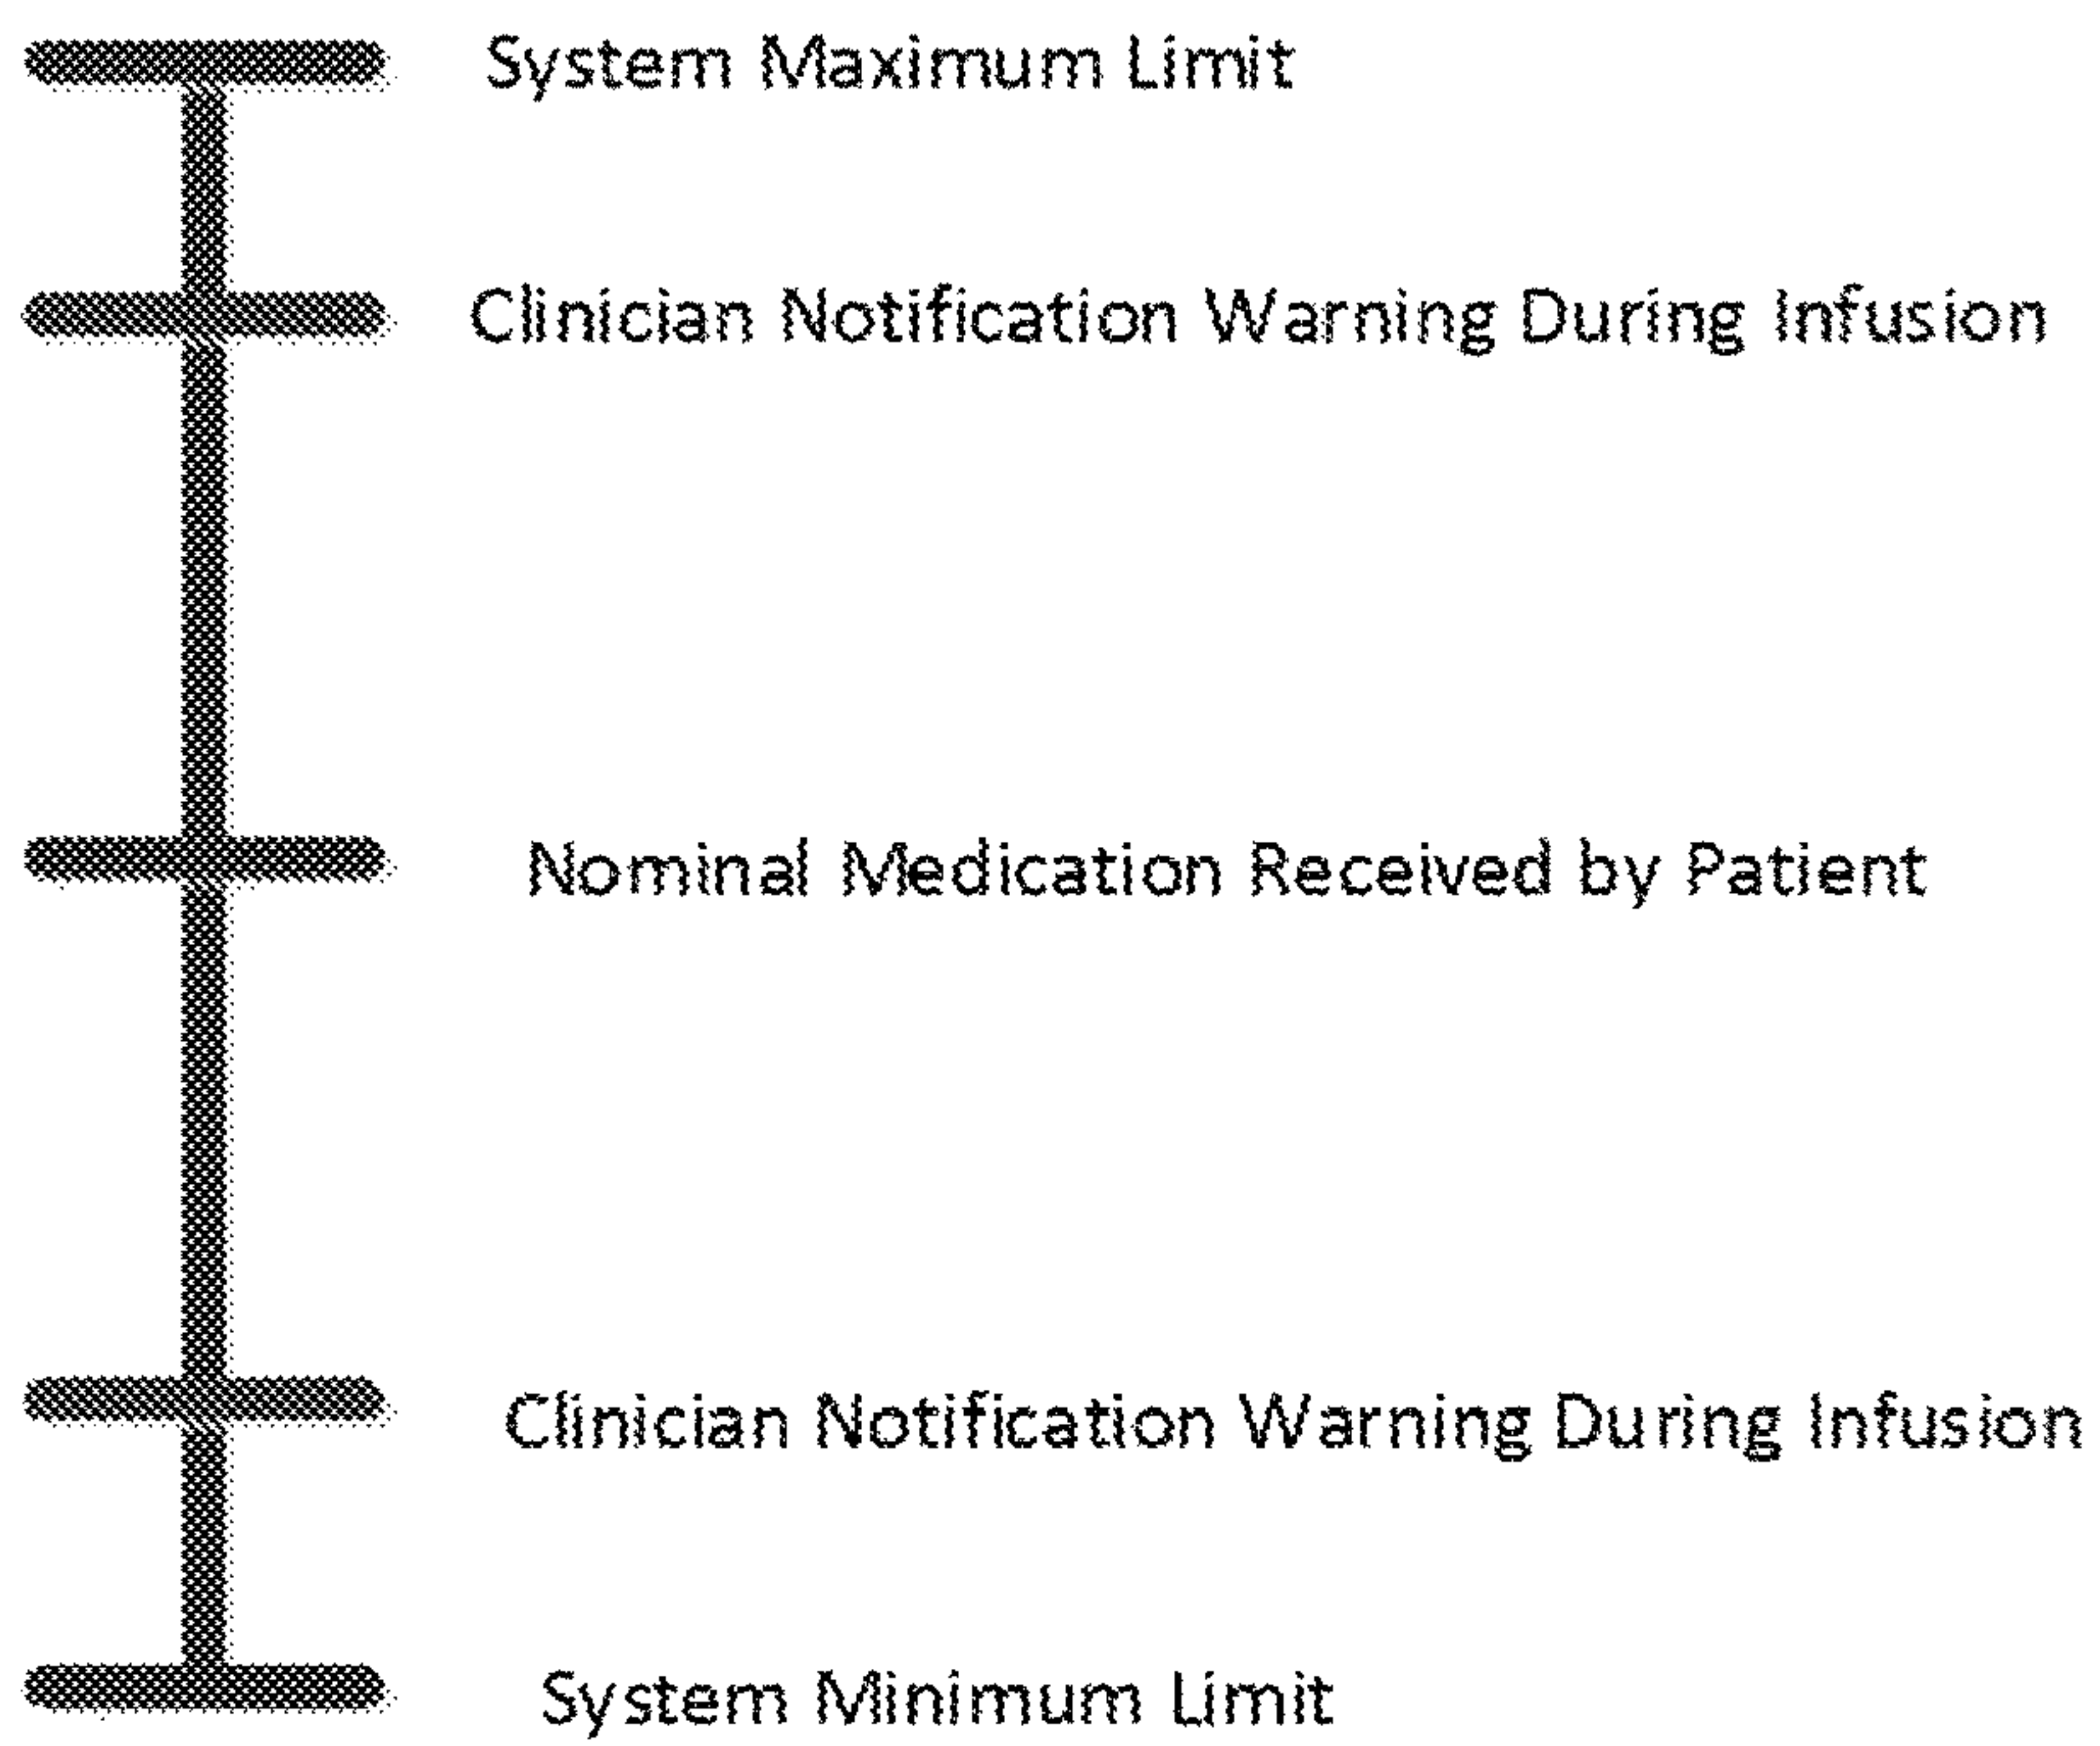 System Maximum Limit
Clinician Notification Warning During Infusion
Nominal Medication Received by Patient
Clinician Notification Warning During Infusion
System Minimum Limit